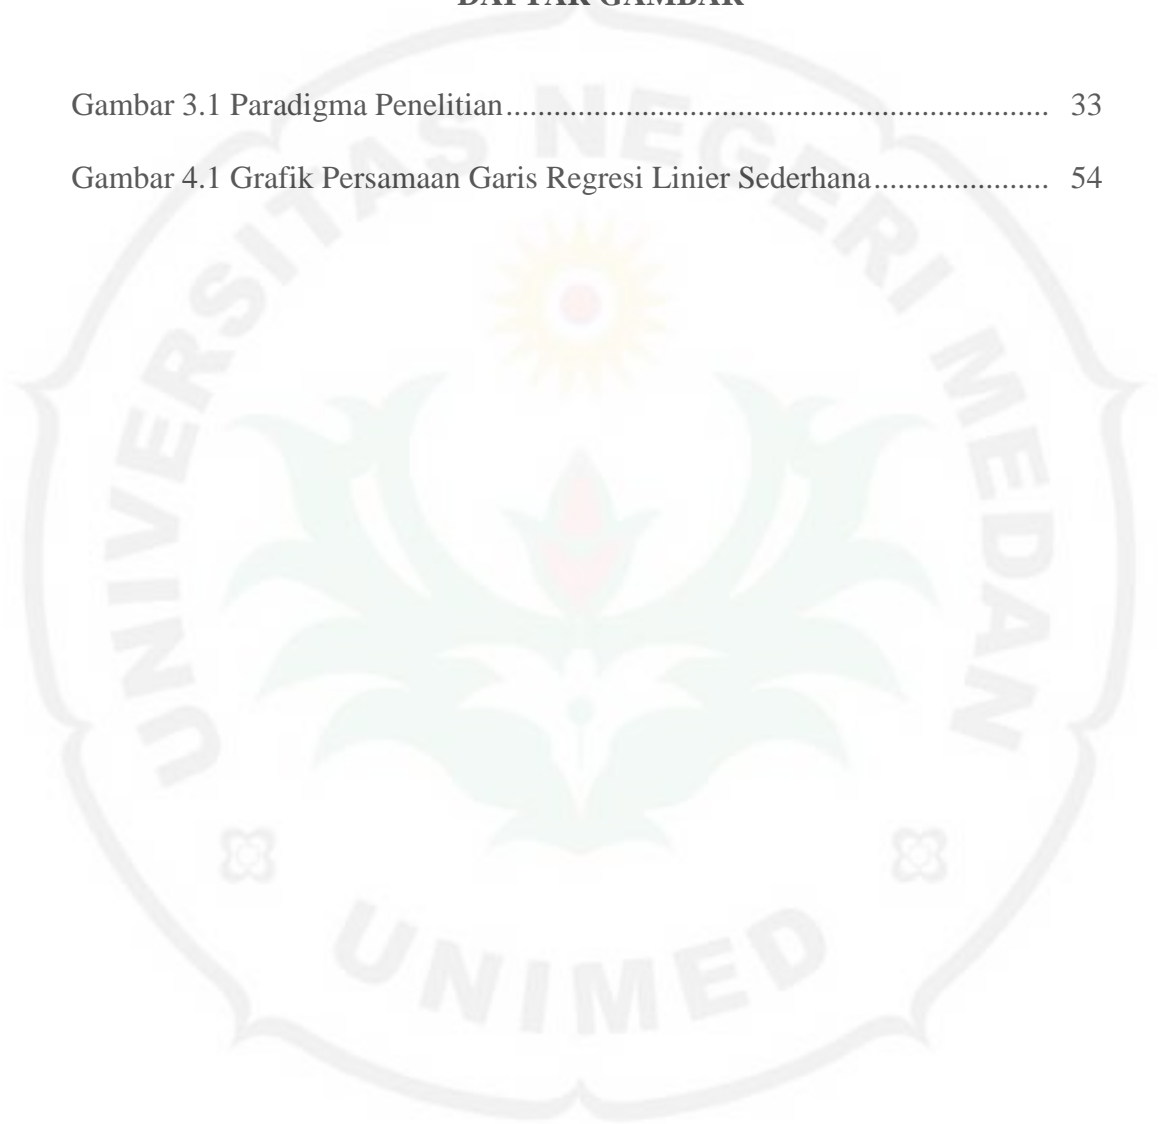 DAFTAR GAMBAR
Gambar 3.1 Paradigma Penelitian.................................................................... 33
Gambar 4.1 Grafik Persamaan Garis Regresi Linier Sederhana...................... 54
UNIVERSITAS NEGERI MEDAN
UNIMED